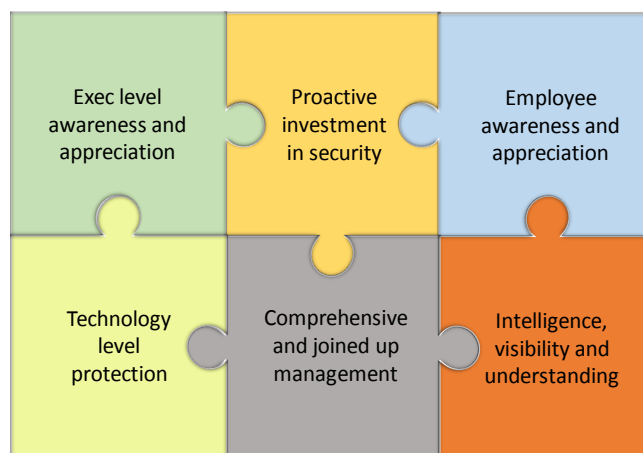 Exec level
awareness and
appreciation
Proactive
investment
in security
Employee
awareness and
appreciation
Technology
level
protection
Comprehensive
and joined up
management
Intelligence,
visibility and
understanding